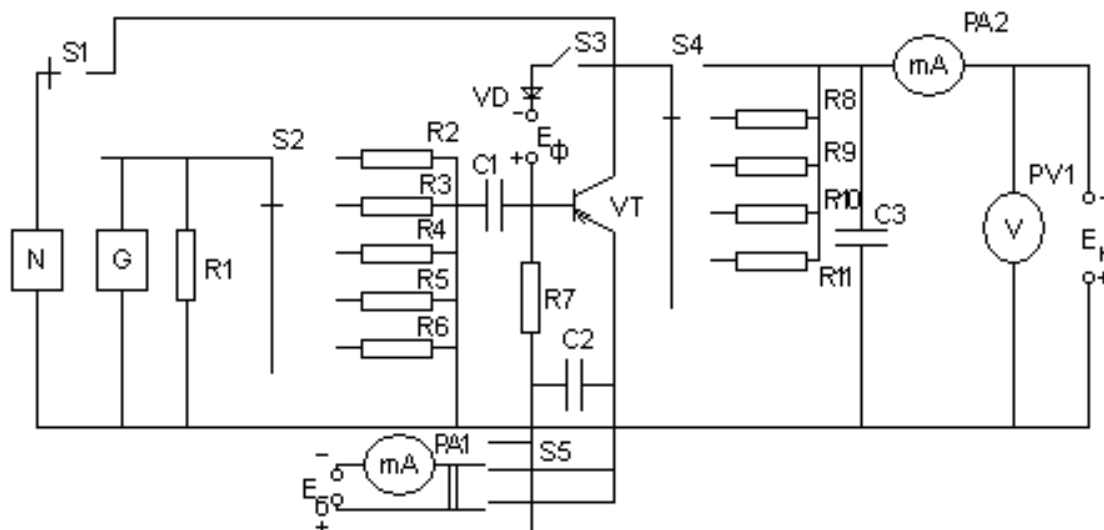 PA2
S1
S3
S4
mA
VD
-
R8
S2
R2
C1
+
Eф
R9
R3
VT
R10
PV1
-
N
G
R1
R4
C3
V
R11
+
R5
R7
R6
C2
PA1
S5
-
mA
Eб
+